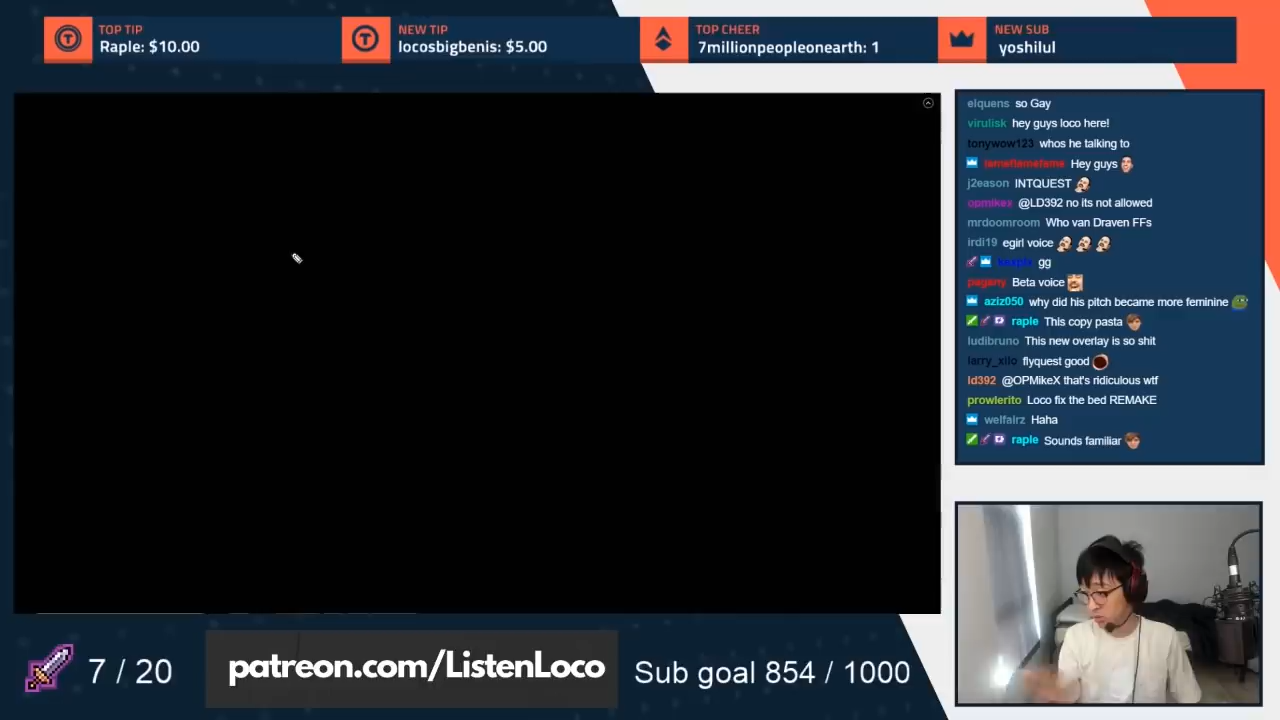 TOP TIP
Raple: $10.00
NEW TIP
locosbigbenis: $5.00
TOP CHEER
7millionpeopleonearth: 1
NEW SUB
yoshilul
elquens so Gay
virulisk hey guys loco here!
tonywow123 whos he talking to
Hey guys
j2eason INTQUEST
opmikex @LD392 no its not allowed
mrdoomroom Who van Draven FFs
irdi19 egirl voice
gg
Beta voice
aziz050 why did his pitch became more feminine
raple This copy pasta
ludibruno This new overlay is so shit
larry_xilo flyquest good
ld392 @OPMikeX that's ridiculous wtf
prowlerito Loco fix the bed REMAKE
welfairz Haha
raple Sounds familiar
7 / 20
patreon.com/ListenLoco
Sub goal 854 / 1000